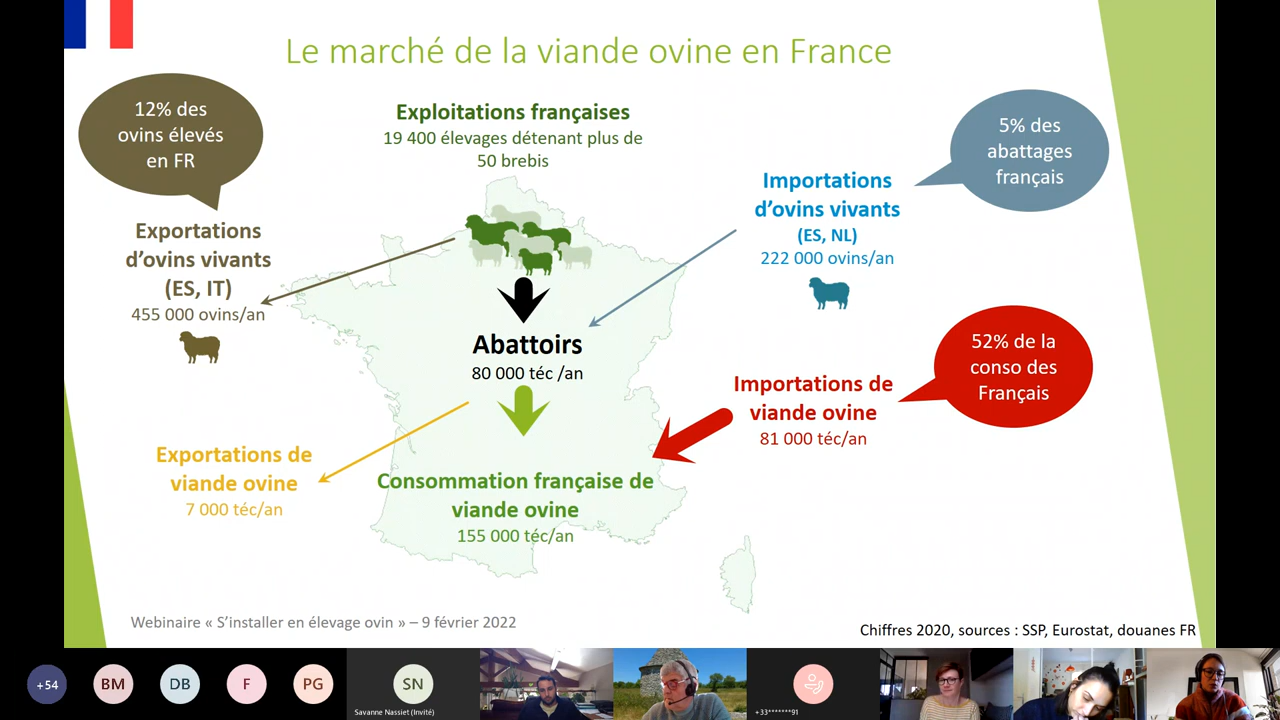 Le marché de la viande ovine en France
12% des
ovins élevés
en FR
Exploitations françaises
19 400 élevages détenant plus de
50 brebis
5% des
abattages
français
Importations
d'ovins vivants
(ES, NL)
222 000 ovins/an
Exportations
d'ovins vivants
(ES, IT)
455 000 ovins/an
Abattoirs
80 000 téc /an
52% de la
conso des
Français
Importations de
viande ovine
81 000 téc/an
Exportations de
viande ovine
7 000 téc/an
Consommation française de
viande ovine
155 000 téc/an
Webinaire « S'installer en élevage ovin » – 9 février 2022
Chiffres 2020, sources : SSP, Eurostat, douanes FR
+54
BM
DB
F
PG
SN
Savanne Nassiet (Invité)
+33*******91